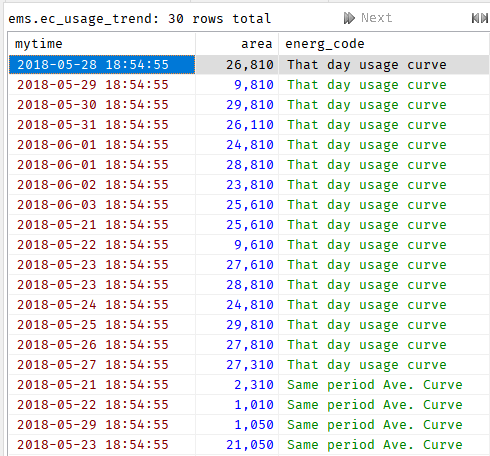 ems.ec_usage_trend: 30 rows total Next
mytime area energ_code
2018-05-28 18:54:55 26,810 That day usage curve
2018-05-29 18:54:55 9,810 That day usage curve
2018-05-30 18:54:55 29,810 That day usage curve
2018-05-31 18:54:55 26,110 That day usage curve
2018-06-01 18:54:55 24,810 That day usage curve
2018-06-01 18:54:55 28,810 That day usage curve
2018-06-02 18:54:55 23,810 That day usage curve
2018-06-03 18:54:55 25,610 That day usage curve
2018-05-21 18:54:55 25,610 That day usage curve
2018-05-22 18:54:55 9,610 That day usage curve
2018-05-23 18:54:55 27,610 That day usage curve
2018-05-23 18:54:55 28,810 That day usage curve
2018-05-24 18:54:55 24,810 That day usage curve
2018-05-25 18:54:55 29,810 That day usage curve
2018-05-26 18:54:55 27,810 That day usage curve
2018-05-27 18:54:55 27,310 That day usage curve
2018-05-21 18:54:55 2,310 Same period Ave. Curve
2018-05-22 18:54:55 1,010 Same period Ave. Curve
2018-05-29 18:54:55 1,050 Same period Ave. Curve
2018-05-23 18:54:55 21,050 Same period Ave. Curve